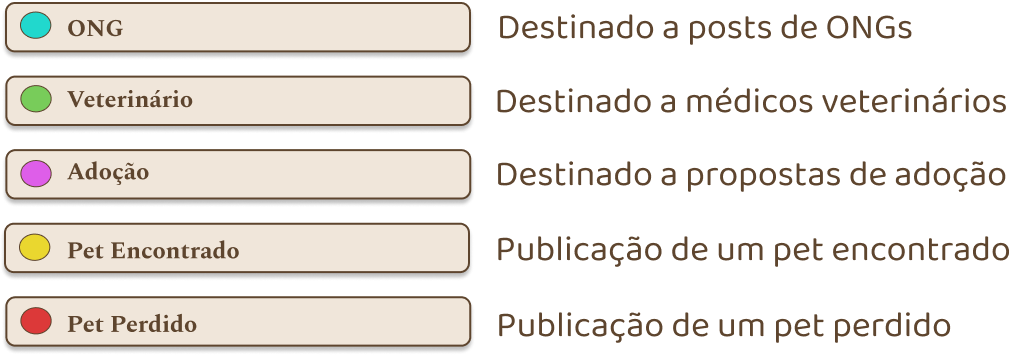 ONG
Destinado a posts de ONGs
Veterinário
Destinado a médicos veterinários
Adoção
Destinado a propostas de adoção
Pet Encontrado
Publicação de um pet encontrado
Pet Perdido
Publicação de um pet perdido